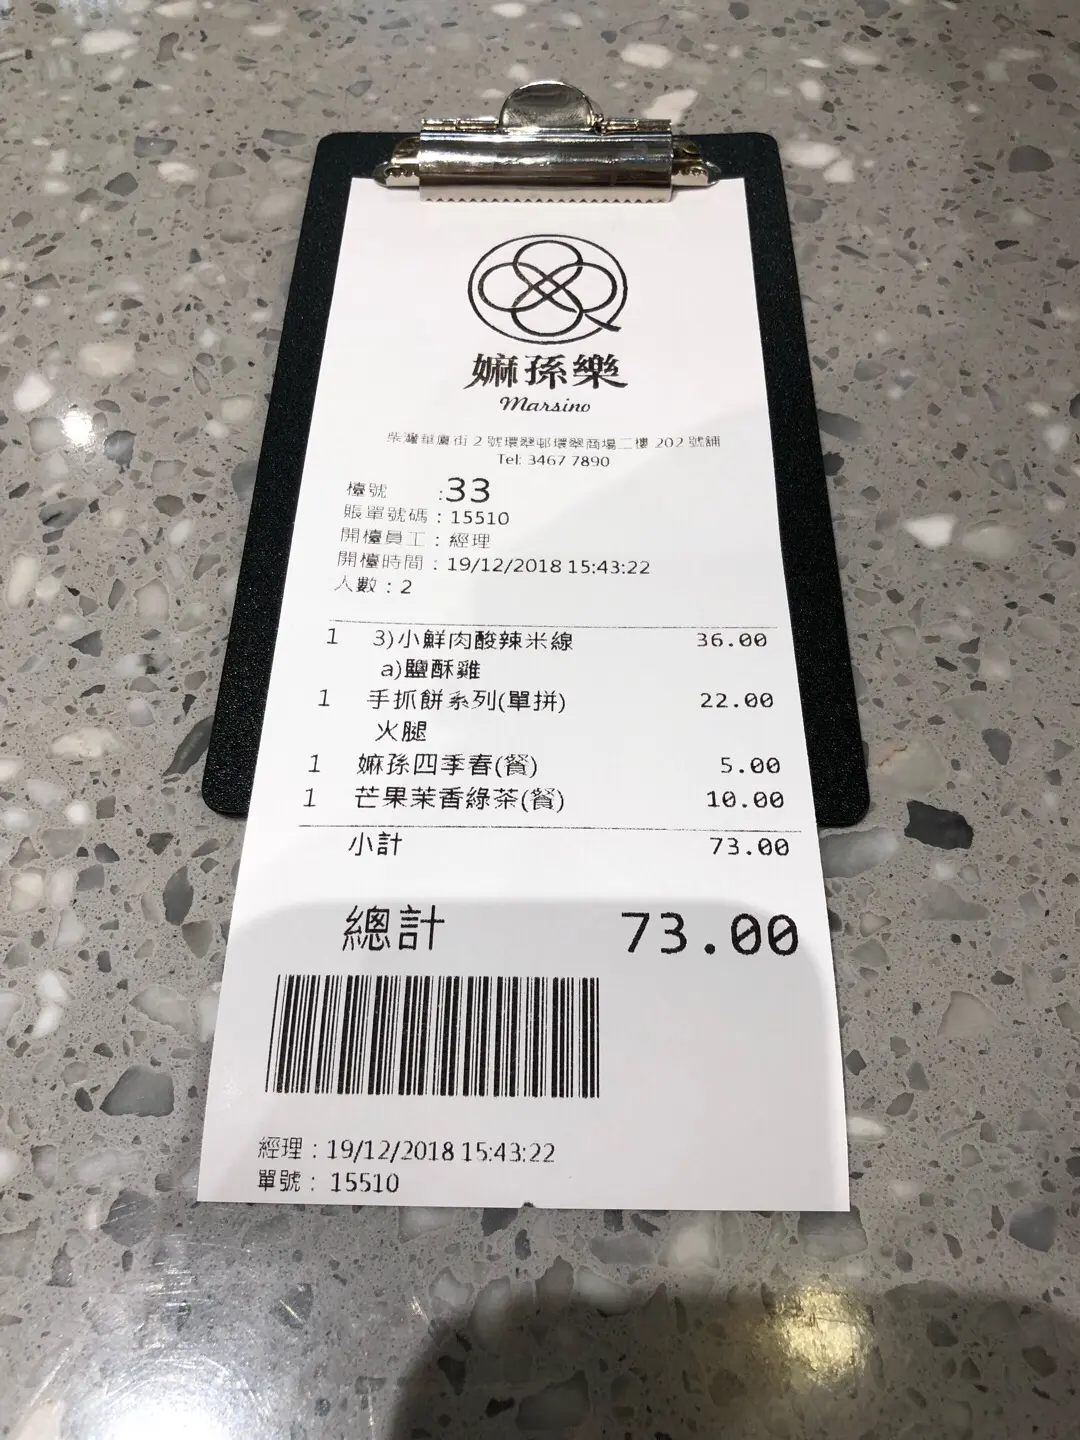 嫲孫樂
Marsino
柴灣華廈街 2 號環翠邨環翠商場二樓 202 號舖
Tel: 3467 7890
檯號 :33
賬單號碼 : 15510
開檯員工 : 經理
開檯時間 : 19/12/2018 15:43:22
人數 : 2
1 3)小鮮肉酸辣米線 36.00
a)鹽酥雞
1 手抓餅系列(單拼) 22.00
火腿
1 嫲孫四季春(餐) 5.00
1 芒果茉香綠茶(餐) 10.00
小計 73.00
總計 73.00
經理 : 19/12/2018 15:43:22
單號 : 15510